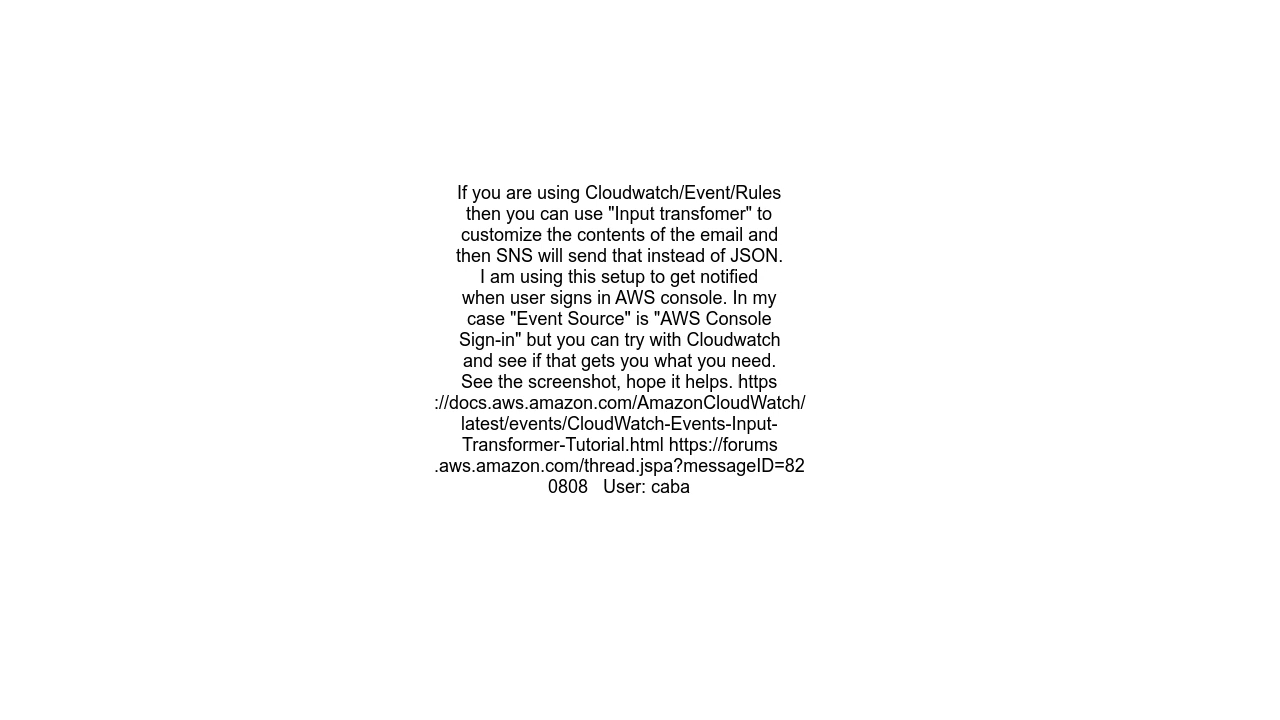 If you are using Cloudwatch/Event/Rules
then you can use "Input transfomer" to
customize the contents of the email and
then SNS will send that instead of JSON.
I am using this setup to get notified
when user signs in AWS console. In my
case "Event Source" is "AWS Console
Sign-in" but you can try with Cloudwatch
and see if that gets you what you need.
See the screenshot, hope it helps. https
://docs.aws.amazon.com/AmazonCloudWatch/
latest/events/CloudWatch-Events-Input-
Transformer-Tutorial.html https://forums
.aws.amazon.com/thread.jspa?messageID=82
0808   User: caba